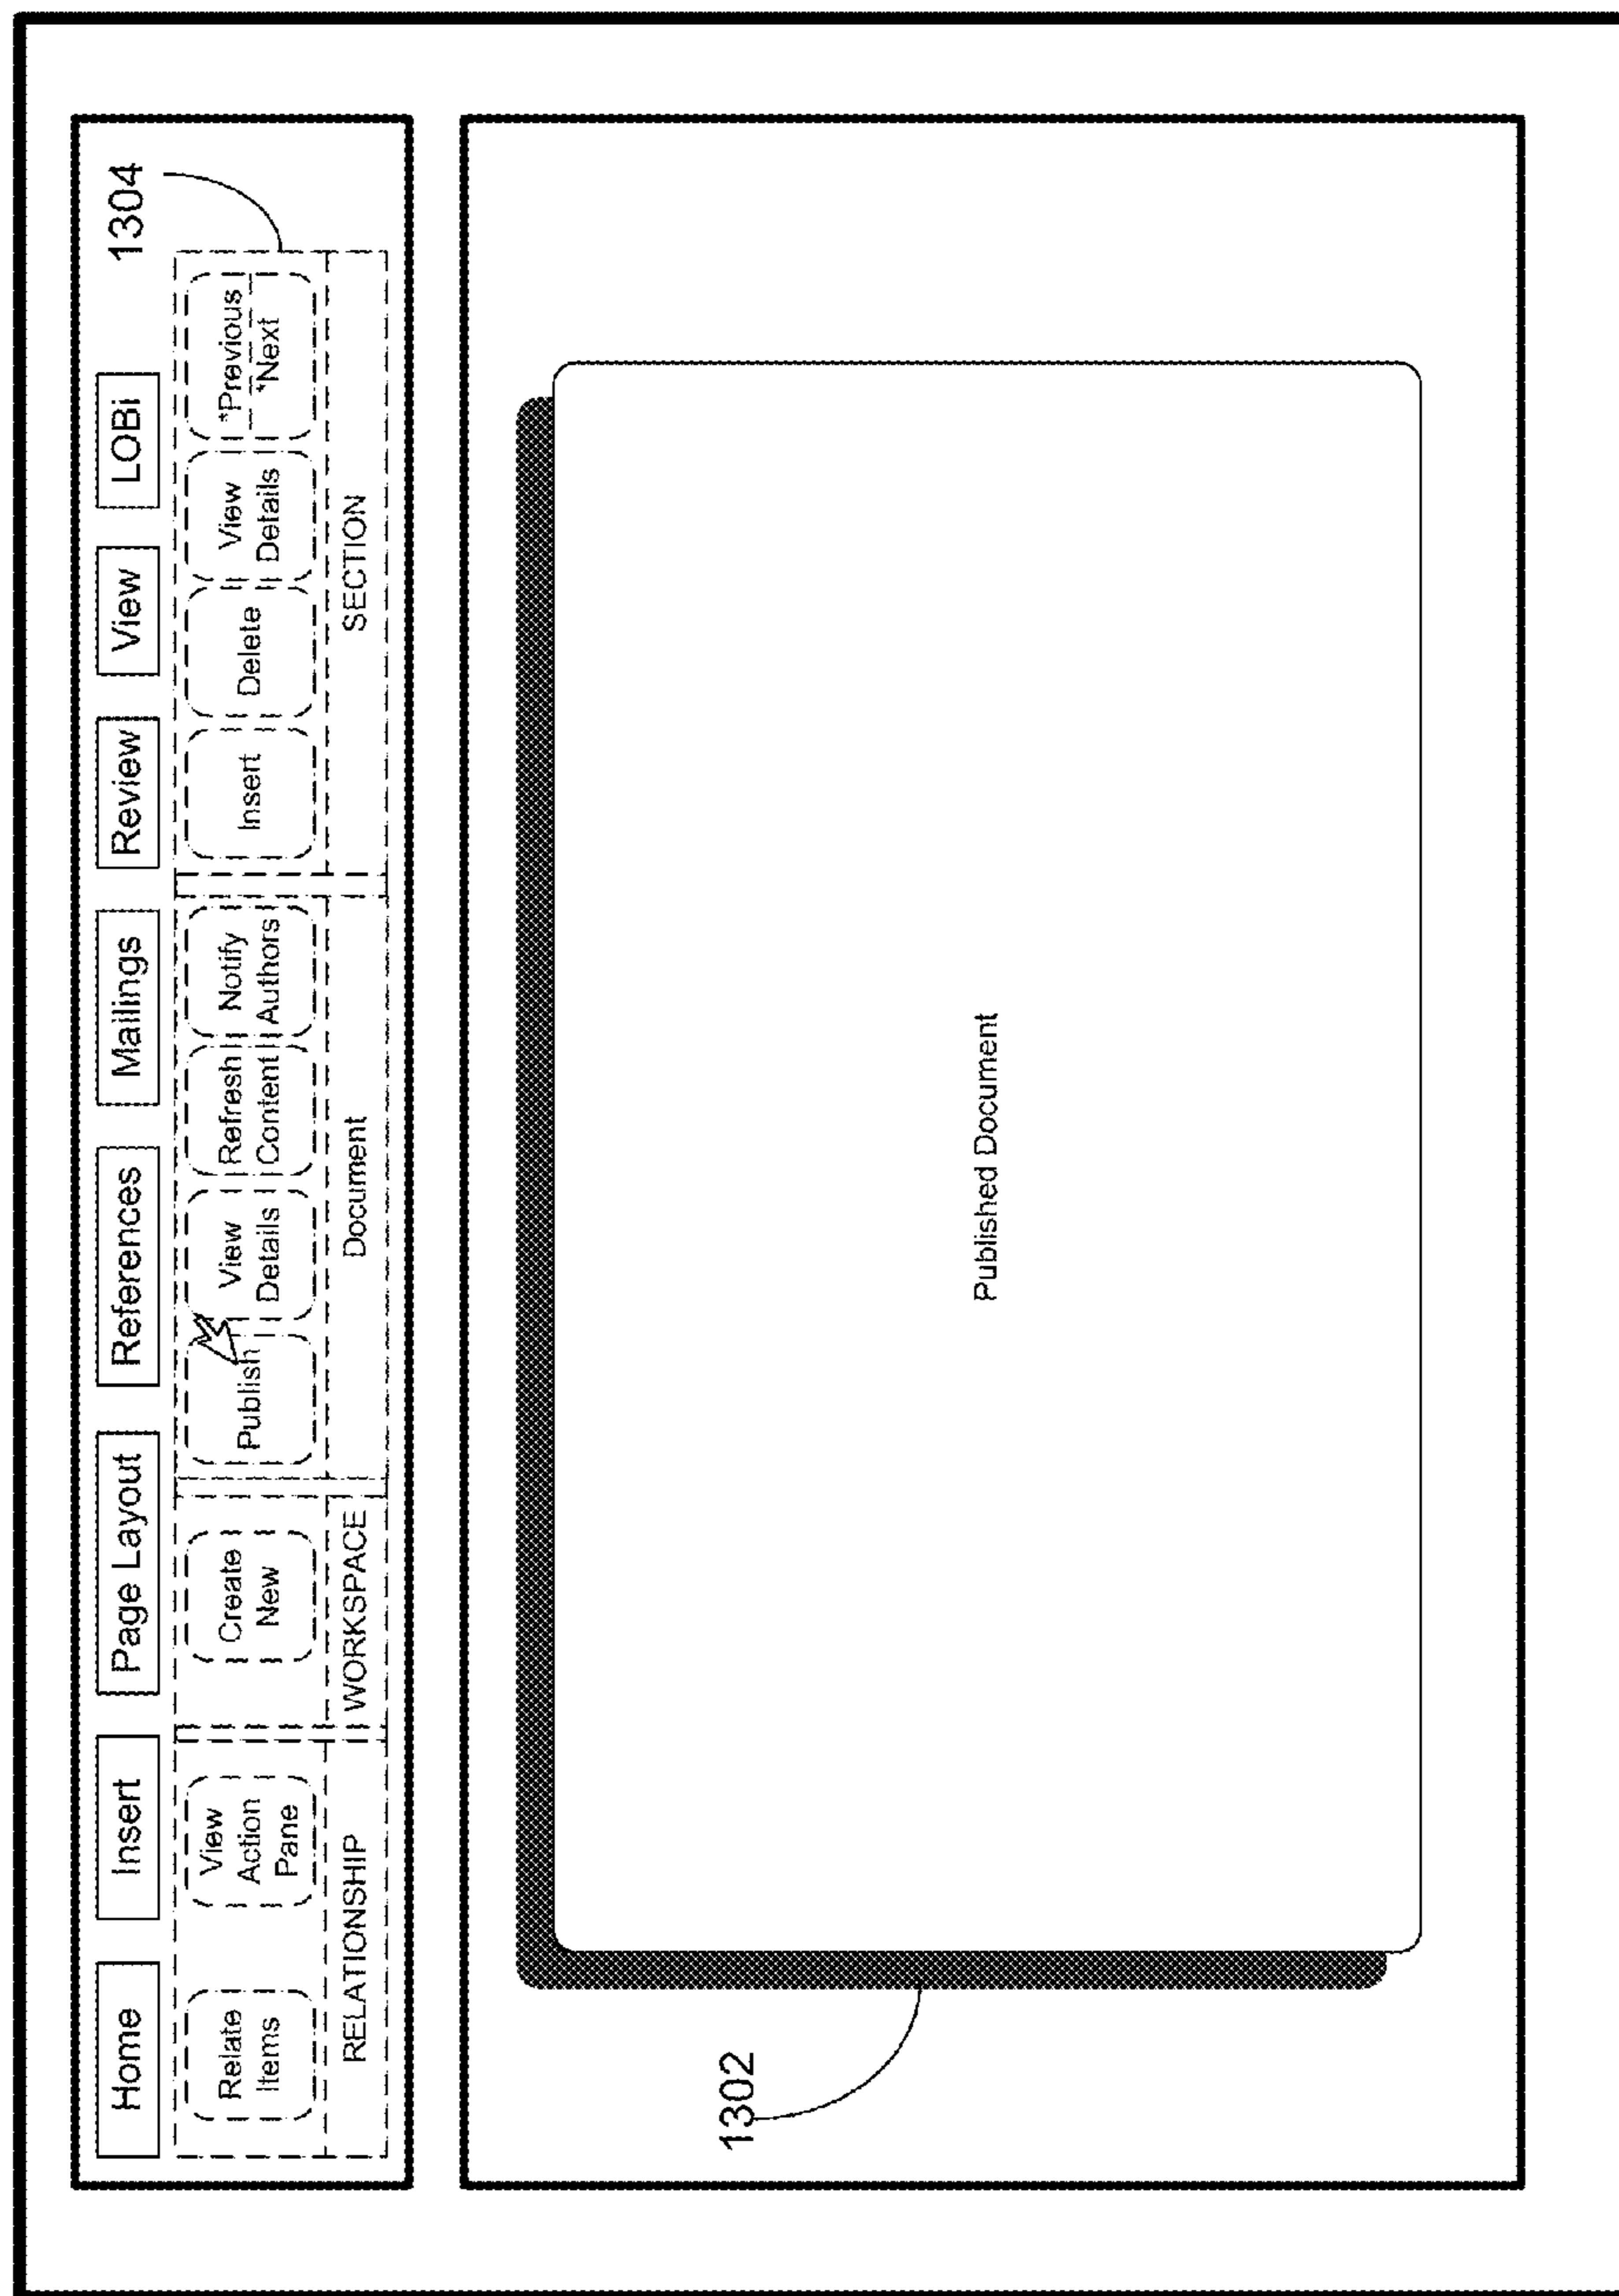 Home Insert Page Layout References Mailings Review View LOBi
1304
Relate
Items
View
Action
Pane
RELATIONSHIP
Create
New
WORKSPACE
Publish
View
Details
Refresh
Content
Notify
Authors
Document
Insert
Delete
View
Details
*Previous
*Next
SECTION
1302
Published Document